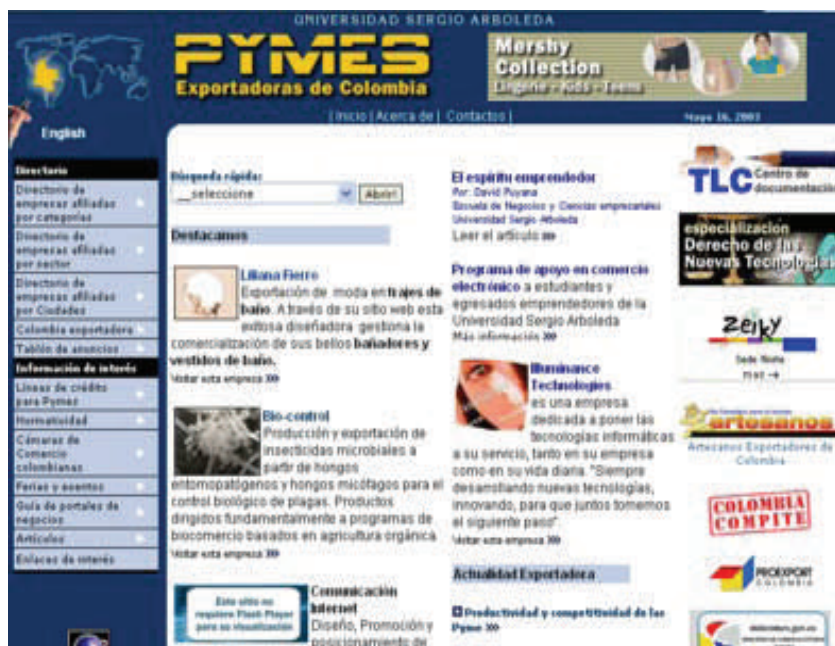 UNIVERSIDAD SERGIO ARBOLEDA
PYMES
Exportadoras de Colombia
Mershy
Collection
Lingerie - Kids - Teens
| Inicio | Acerca de | Contactos |
Mayo 16, 2003
English
Directorio
Directorio de
empresas afiliadas
por categorías
Directorio de
empresas afiliadas
por sector
Directorio de
empresas afiliadas
por Ciudades
Colombia exportadora
Tablón de anuncios
Información de interés
Líneas de crédito
para Pymes
Normatividad
Cámaras de
Comercio
colombianas
Ferias y eventos
Guía de portales de
negocios
Artículos
Enlaces de interés
Búsqueda rápida:
__seleccione
Abrir!
Destacamos
Liliana Fierro
Exportación de moda en trajes de
baño. A través de su sitio web esta
exitosa diseñadora gestiona la
comercialización de sus bellos bañadores y
vestidos de baño.
Visitar esta empresa >>>
Bio-control
Producción y exportación de
insecticidas microbiales a
partir de hongos
entomopatógenos y hongos micófagos para el
control biológico de plagas. Productos
dirigidos fundamentalmente a programas de
biocomercio basados en agricultura orgánica.
Visitar esta empresa >>>
Este sitio no
requiere Flash Player
para su visualización
Comunicación
Internet
Diseño, Promoción y
posicionamiento de
El espíritu emprendedor
Por: David Puyana
Escuela de Negocios y Ciencias empresariales
Universidad Sergio Arboleda
Leer el artículo >>>
Programa de apoyo en comercio
electrónico a estudiantes y
egresados emprendedores de la
Universidad Sergio Arboleda
Más información >>>
Illuminance
Technologies
es una empresa
dedicada a poner las
tecnologías informáticas
a su servicio, tanto en su empresa
como en su vida diaria. "Siempre
desarrollando nuevas tecnologías,
innovando, para que juntos tomemos
el siguiente paso".
Visitar esta empresa >>>
Actualidad Exportadora
Productividad y competitividad de las
Pyme >>>
TLC Centro de
documentación
especialización
Derecho de las
Nuevas Tecnologías
Zeiky
Sede Norte
artesanos
Artesanos Exportadores de
Colombia
COLOMBIA
COMPITE
PROEXPORT
COLOMBIA